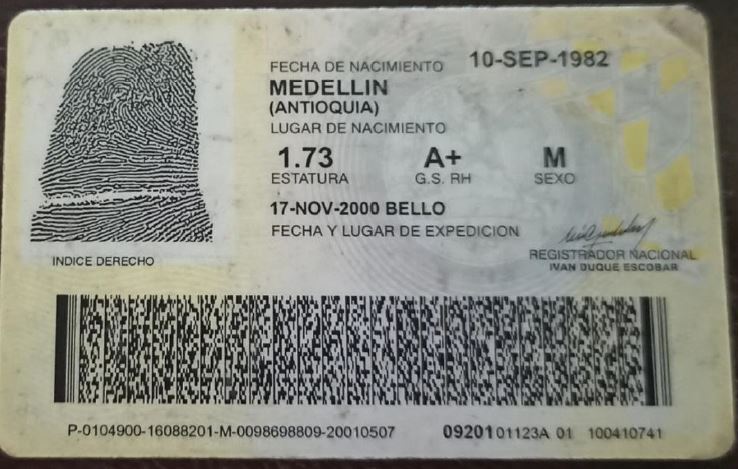 FECHA DE NACIMIENTO 10-SEP-1982
MEDELLIN
(ANTIOQUIA)
LUGAR DE NACIMIENTO
1.73 A+ M
ESTATURA G.S. RH SEXO
17-NOV-2000 BELLO
FECHA Y LUGAR DE EXPEDICION
REGISTRADOR NACIONAL
IVAN DUQUE ESCOBAR
INDICE DERECHO
P-0104900-16088201-M-0098698809-20010507 0920101123A 01 100410741